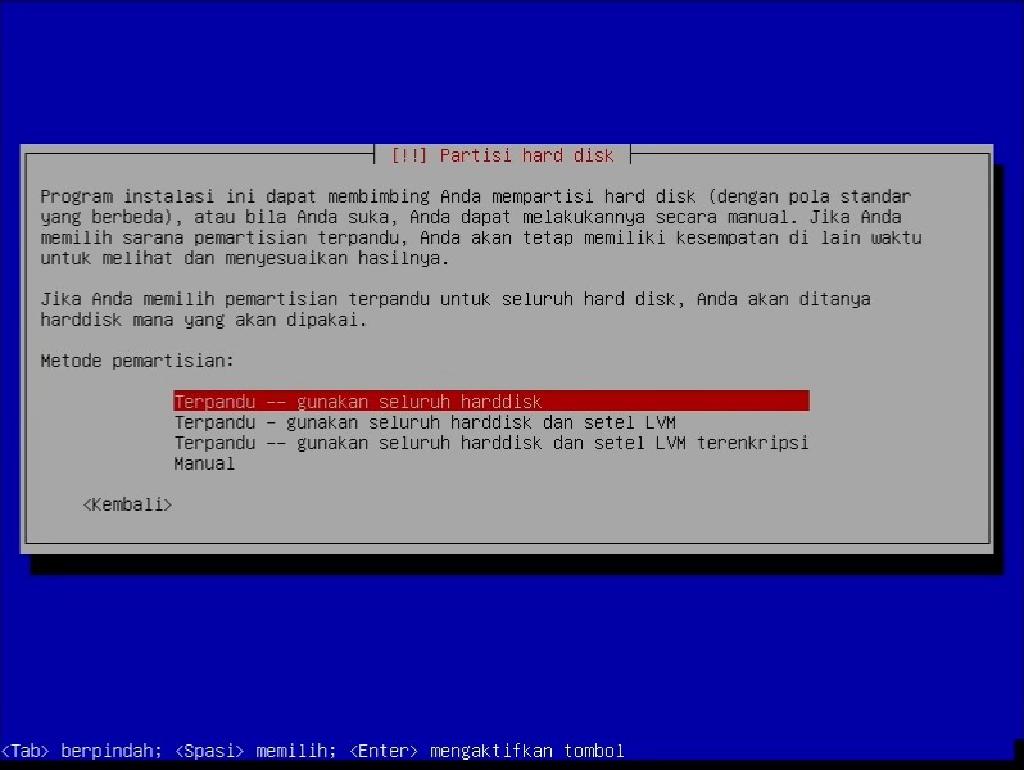 [!!] Partisi hard disk
Program instalasi ini dapat membimbing Anda mempartisi hard disk (dengan pola standar
yang berbeda), atau bila Anda suka, Anda dapat melakukannya secara manual. Jika Anda
memilih sarana pemartisian terpandu, Anda akan tetap memiliki kesempatan di lain waktu
untuk melihat dan menyesuaikan hasilnya.
Jika Anda memilih pemartisian terpandu untuk seluruh hard disk, Anda akan ditanya
harddisk mana yang akan dipakai.
Metode pemartisian:
Terpandu -- gunakan seluruh harddisk
Terpandu - gunakan seluruh harddisk dan setel LVM
Terpandu -- gunakan seluruh harddisk dan setel LVM terenkripsi
Manual
<Kembali>
<Tab> berpindah; <Spasi> memilih; <Enter> mengaktifkan tombol